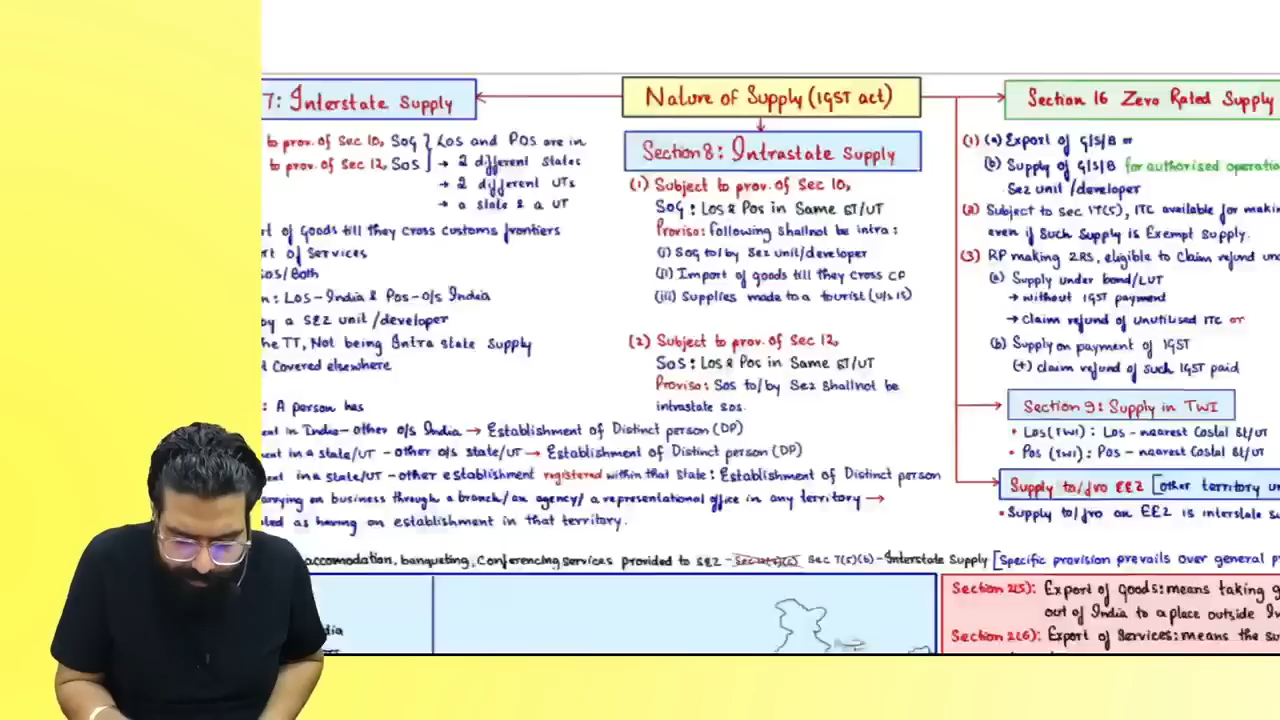 Nature of Supply (IGST act)
7: Interstate Supply
to prov. of Sec 10, SoG } Los and POS are in
to prov. of Sec 12, SoS → 2 different states
→ 2 different UTs
→ a state & a UT
of Goods till they cross customs frontiers
of Services
/Both
: Los-India & Pos-o/s India
by a SEZ unit/developer
TT, Not being Intra state supply
Covered elsewhere
: A person has
in India - other o/s India → Establishment of Distinct person (DP)
in a state/UT - other o/s state/UT → Establishment of Distinct person (DP)
in a state/UT - other establishment registered within that state: Establishment of Distinct person
on business through a branch/an agency/ a representational office in any territory →
as having an establishment in that territory.
Section 8: Intrastate Supply
(1) Subject to prov. of Sec 10,
SoG: Los & Pos in Same ST/UT
Proviso: following shall not be intra:
(i) SoG to/by SEZ unit/developer
(ii) Import of goods till they cross CF
(iii) Supplies made to a tourist (u/s 15)
(2) Subject to prov. of Sec 12,
SoS: Los & Pos in Same ST/UT
Proviso: SoS to/by SEZ shall not be
intrastate SoS.
Section 16 Zero Rated Supply
(1) (a) Export of G/S/B or
(b) Supply of G/S/B for authorised
SEZ unit/developer
(2) Subject to sec 17(5), ITC available for
even if such supply is Exempt Supply.
(3) RP making ZRS, eligible to claim refund
(a) Supply under bond/LUT
→ without IGST payment
→ claim refund of unutilised ITC or
(b) Supply on payment of IGST
(+) claim refund of such IGST paid
Section 9: Supply in TWI
• Los (TWI): Los - nearest Costal St/UT
• Pos (TWI): Pos - nearest Costal St/UT
Supply to/fro EEZ [other territory
• Supply to/fro an EEZ is interstate
accomodation, banqueting, Conferencing services provided to SEZ - Sec 7(5)(b) - Interstate Supply [Specific provision prevails over general
Section 2(5): Export of Goods: means taking
out of India to a place outside
Section 2(6): Export of Services: means the